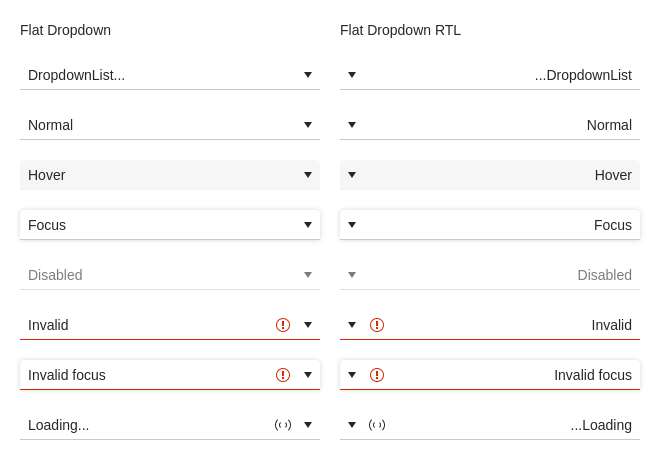 Flat Dropdown
DropdownList...
Normal
Hover
Focus
Disabled
Invalid
Invalid focus
Loading...
Flat Dropdown RTL
...DropdownList
Normal
Hover
Focus
Disabled
Invalid
Invalid focus
...Loading